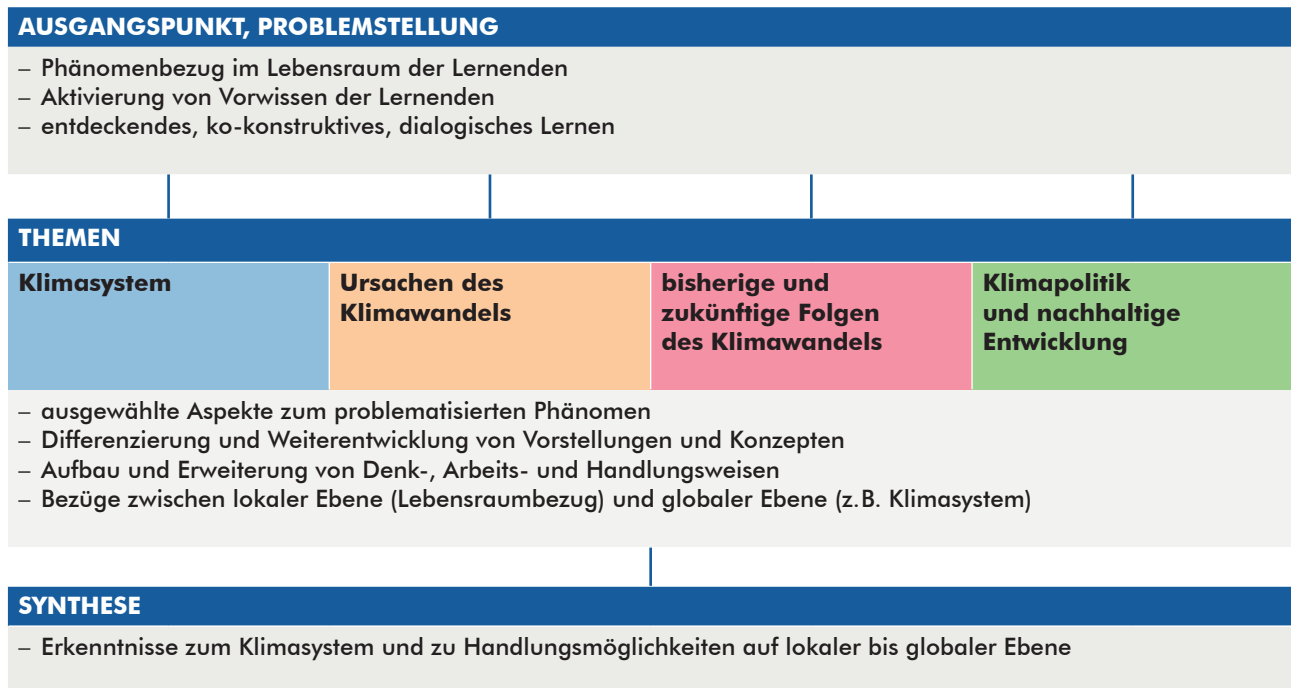 AUSGANGSPUNKT, PROBLEMSTELLUNG
– Phänomenbezug im Lebensraum der Lernenden
– Aktivierung von Vorwissen der Lernenden
– entdeckendes, ko-konstruktives, dialogisches Lernen
THEMEN
Klimasystem
Ursachen des
Klimawandels
bisherige und
zukünftige Folgen
des Klimawandels
Klimapolitik
und nachhaltige
Entwicklung
– ausgewählte Aspekte zum problematisierten Phänomen
– Differenzierung und Weiterentwicklung von Vorstellungen und Konzepten
– Aufbau und Erweiterung von Denk-, Arbeits- und Handlungsweisen
– Bezüge zwischen lokaler Ebene (Lebensraumbezug) und globaler Ebene (z.B. Klimasystem)
SYNTHESE
– Erkenntnisse zum Klimasystem und zu Handlungsmöglichkeiten auf lokaler bis globaler Ebene